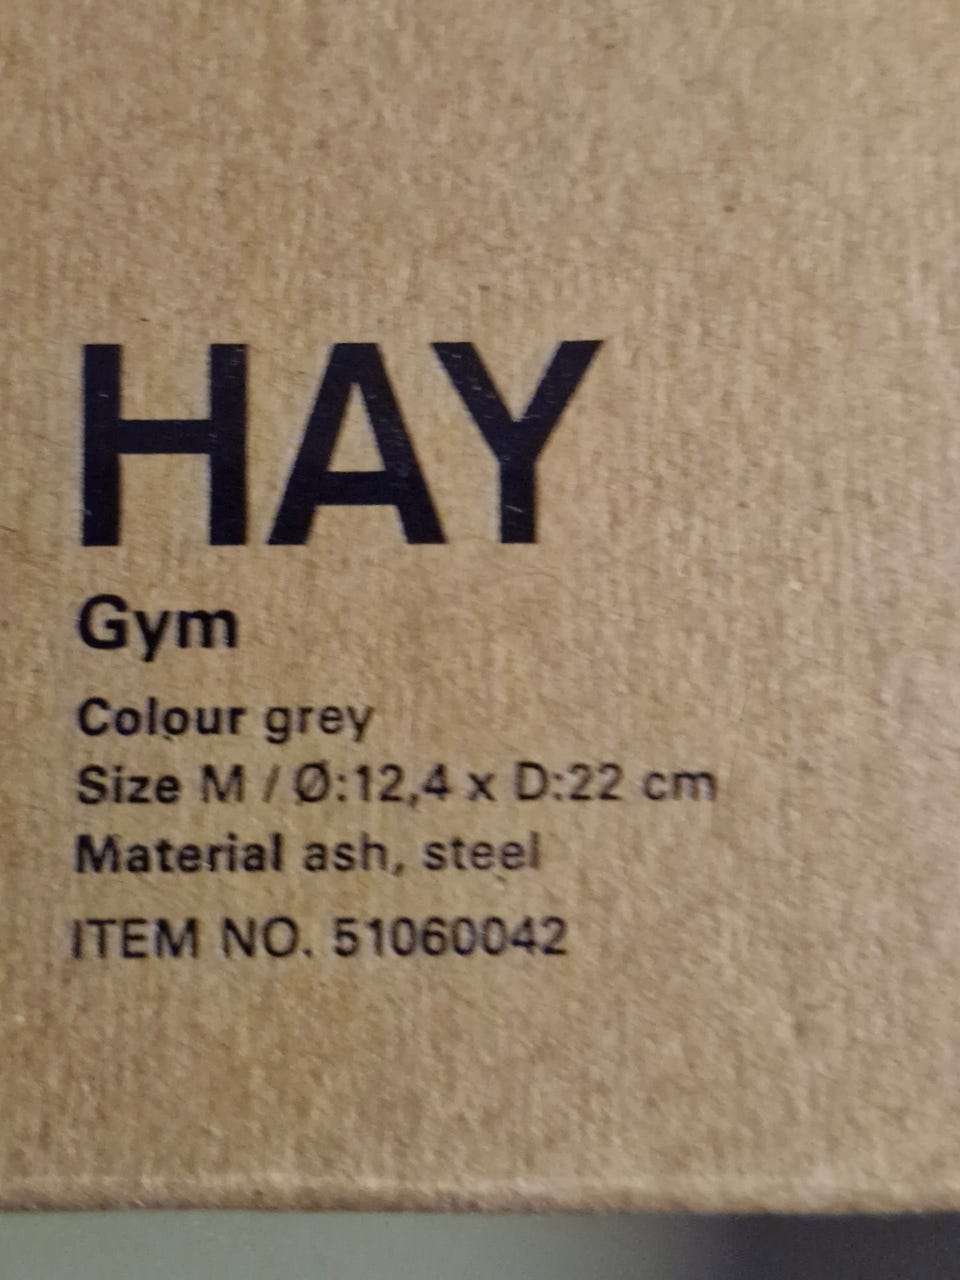 HAY
Gym
Colour grey
Size M / Ø:12,4 x D:22 cm
Material ash, steel
ITEM NO. 51060042